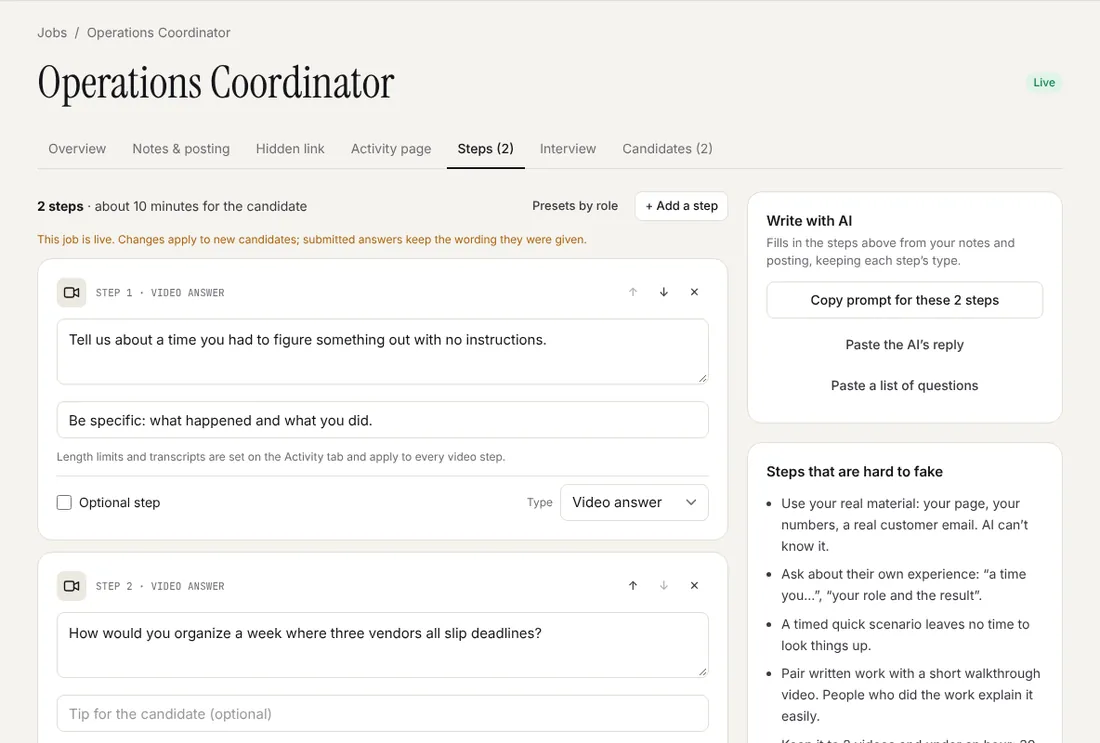 Jobs / Operations Coordinator
Operations Coordinator
Live
Overview
Notes & posting
Hidden link
Activity page
Steps (2)
Interview
Candidates (2)
2 steps · about 10 minutes for the candidate
Presets by role
+ Add a step
This job is live. Changes apply to new candidates; submitted answers keep the wording they were given.
STEP 1 · VIDEO ANSWER
Tell us about a time you had to figure something out with no instructions.
Be specific: what happened and what you did.
Length limits and transcripts are set on the Activity tab and apply to every video step.
Optional step
Type
Video answer
STEP 2 · VIDEO ANSWER
How would you organize a week where three vendors all slip deadlines?
Tip for the candidate (optional)
Write with AI
Fills in the steps above from your notes and
posting, keeping each step’s type.
Copy prompt for these 2 steps
Paste the AI’s reply
Paste a list of questions
Steps that are hard to fake
• Use your real material: your page, your
numbers, a real customer email. AI can’t
know it.
• Ask about their own experience: “a time
you…”, “your role and the result”.
• A timed quick scenario leaves no time to
look things up.
• Pair written work with a short walkthrough
video. People who did the work explain it
easily.